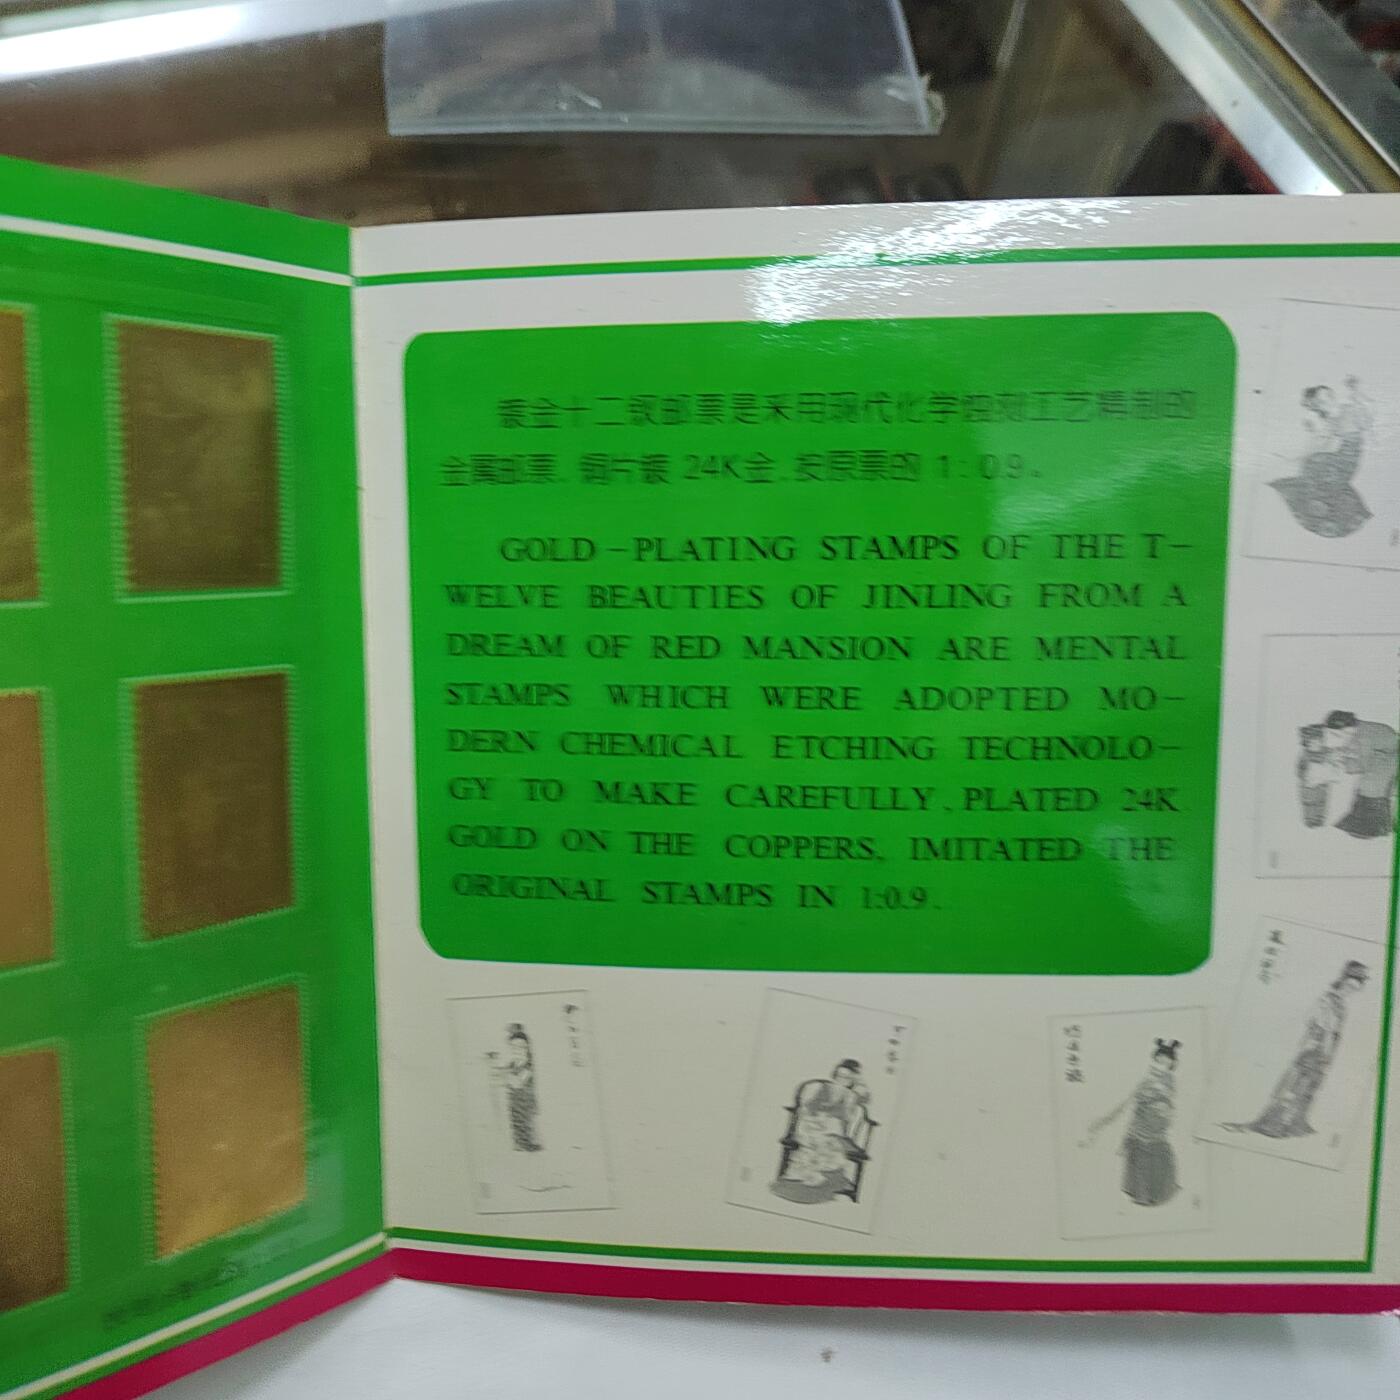 镀金十二钗邮票是采用现代化学蚀刻工艺精制的
金属邮票. 铜片镀 24K金. 按原票的 1:0.9。
GOLD-PLATING STAMPS OF THE T-
WELVE BEAUTIES OF JINLING FROM A
DREAM OF RED MANSION ARE MENTAL
STAMPS WHICH WERE ADOPTED MO-
DERN CHEMICAL ETCHING TECHNOLO-
GY TO MAKE CAREFULLY, PLATED 24K
GOLD ON THE COPPERS, IMITATED THE
ORIGINAL STAMPS IN 1:0.9.